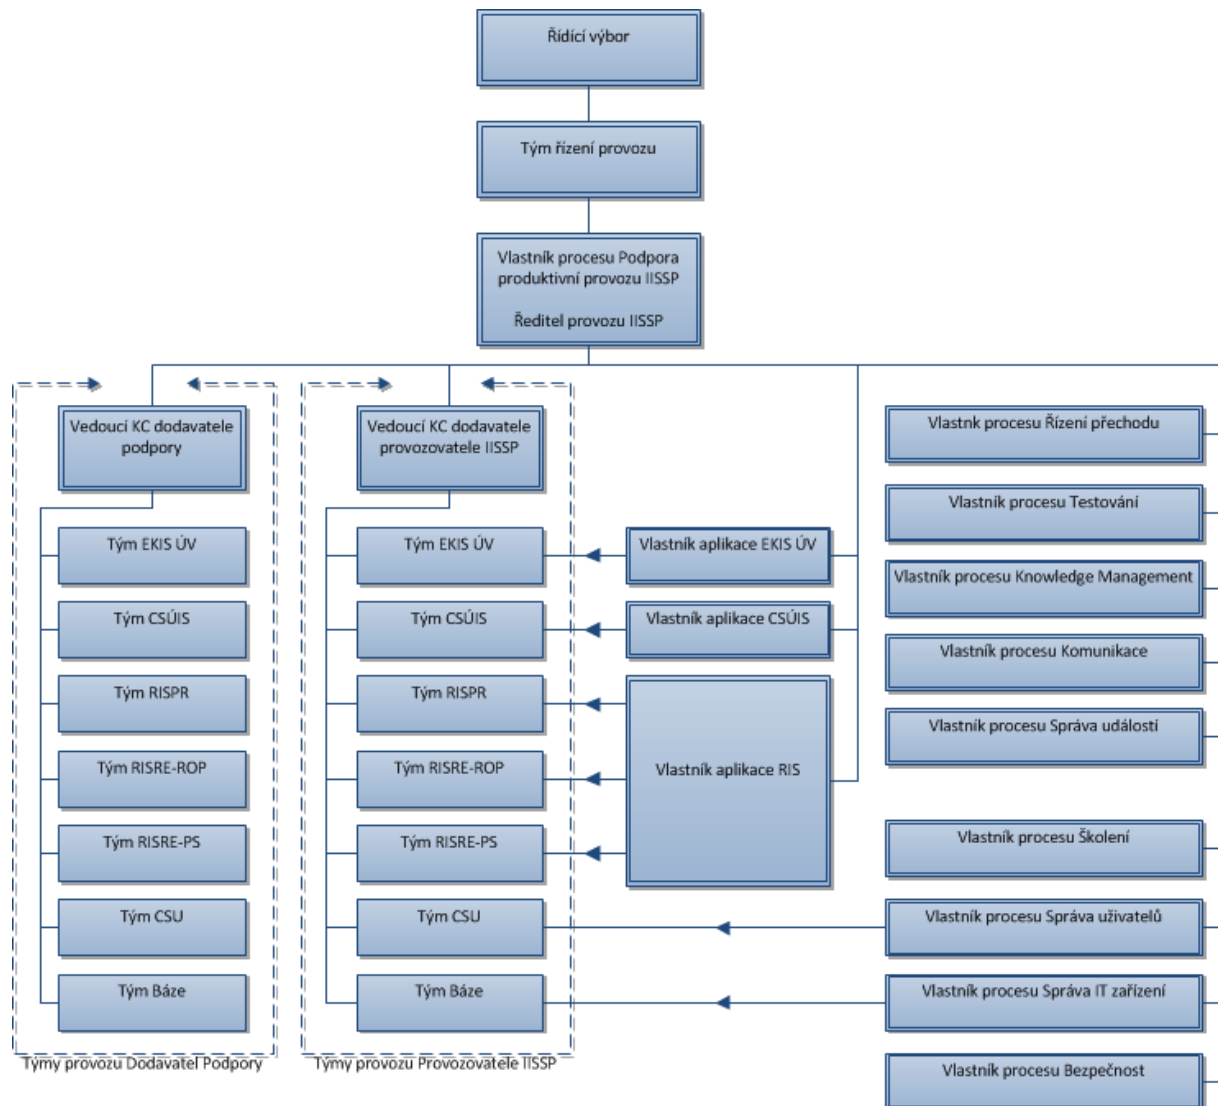 Řídící výbor
Tým řízení provozu
Vlastník procesu Podpora
produktivní provozu IISSP
Ředitel provozu IISSP
Vedoucí KC dodavatele
podpory
Tým EKIS ÚV
Tým CSÚIS
Tým RISPR
Tým RISRE-ROP
Tým RISRE-PS
Tým CSU
Tým Báze
Týmy provozu Dodavatel Podpory
Vedoucí KC dodavatele
provozovatele IISSP
Tým EKIS ÚV
Tým CSÚIS
Tým RISPR
Tým RISRE-ROP
Tým RISRE-PS
Tým CSU
Tým Báze
Týmy provozu Provozovatele IISSP
Vlastník aplikace EKIS ÚV
Vlastník aplikace CSÚIS
Vlastník aplikace RIS
Vlastnk procesu Řízení přechodu
Vlastník procesu Testování
Vlastník procesu Knowledge Management
Vlastník procesu Komunikace
Vlastník procesu Správa událostí
Vlastník procesu Školení
Vlastník procesu Správa uživatelů
Vlastník procesu Správa IT zařízení
Vlastník procesu Bezpečnost